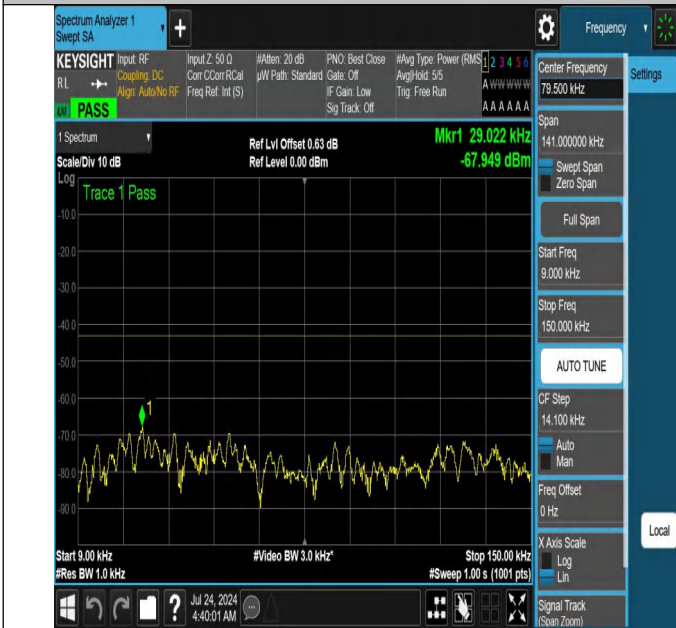 Spectrum Analyzer 1
Swept SA
+
Frequency
KEYSIGHT
RL
PASS
Input: RF
Coupling: DC
Align: Auto/No RF
Input Z: 50 Ω
Corr CCorr RCal
Freq Ref: Int (S)
#Atten: 20 dB
µW Path: Standard
PNO: Best Close
Gate: Off
IF Gain: Low
Sig Track: Off
#Avg Type: Power (RMS
Avg|Hold: 5/5
Trig: Free Run
1 2 3 4 5 6
A W W W W W
A A A A A A
1 Spectrum
Scale/Div 10 dB
Ref Lvl Offset 0.63 dB
Ref Level 0.00 dBm
Mkr1 29.022 kHz
-67.949 dBm
Log
Trace 1 Pass
-10.0
-20.0
-30.0
-40.0
-50.0
-60.0
-70.0
-80.0
-90.0
1
Start 9.00 kHz
#Res BW 1.0 kHz
#Video BW 3.0 kHz*
Stop 150.00 kHz
#Sweep 1.00 s (1001 pts)
?
Jul 24, 2024
4:40:01 AM
Center Frequency
79.500 kHz
Settings
Span
141.000000 kHz
Swept Span
Zero Span
Full Span
Start Freq
9.000 kHz
Stop Freq
150.000 kHz
AUTO TUNE
CF Step
14.100 kHz
Auto
Man
Freq Offset
0 Hz
X Axis Scale
Log
Lin
Local
Signal Track
(Span Zoom)